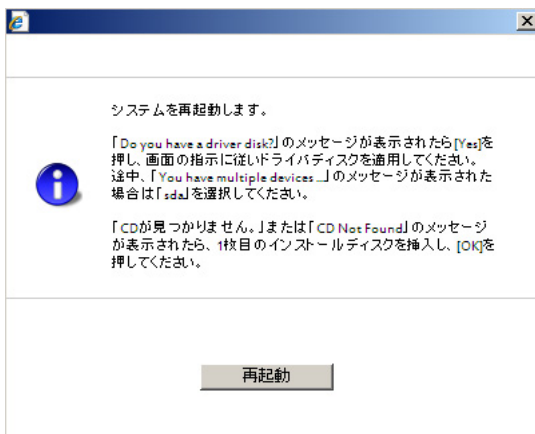 システムを再起動します。
「Do you have a driver disk?」のメッセージが表示されたら[Yes]を
押し、画面の指示に従いドライバディスクを適用してください。
途中、「You have multiple devices ...」のメッセージが表示された
場合は「sda」を選択してください。
「CDが見つかりません。」または「CD Not Found」のメッセージ
が表示されたら、1枚目のインストールディスクを挿入し、[OK]を
押してください。
再起動